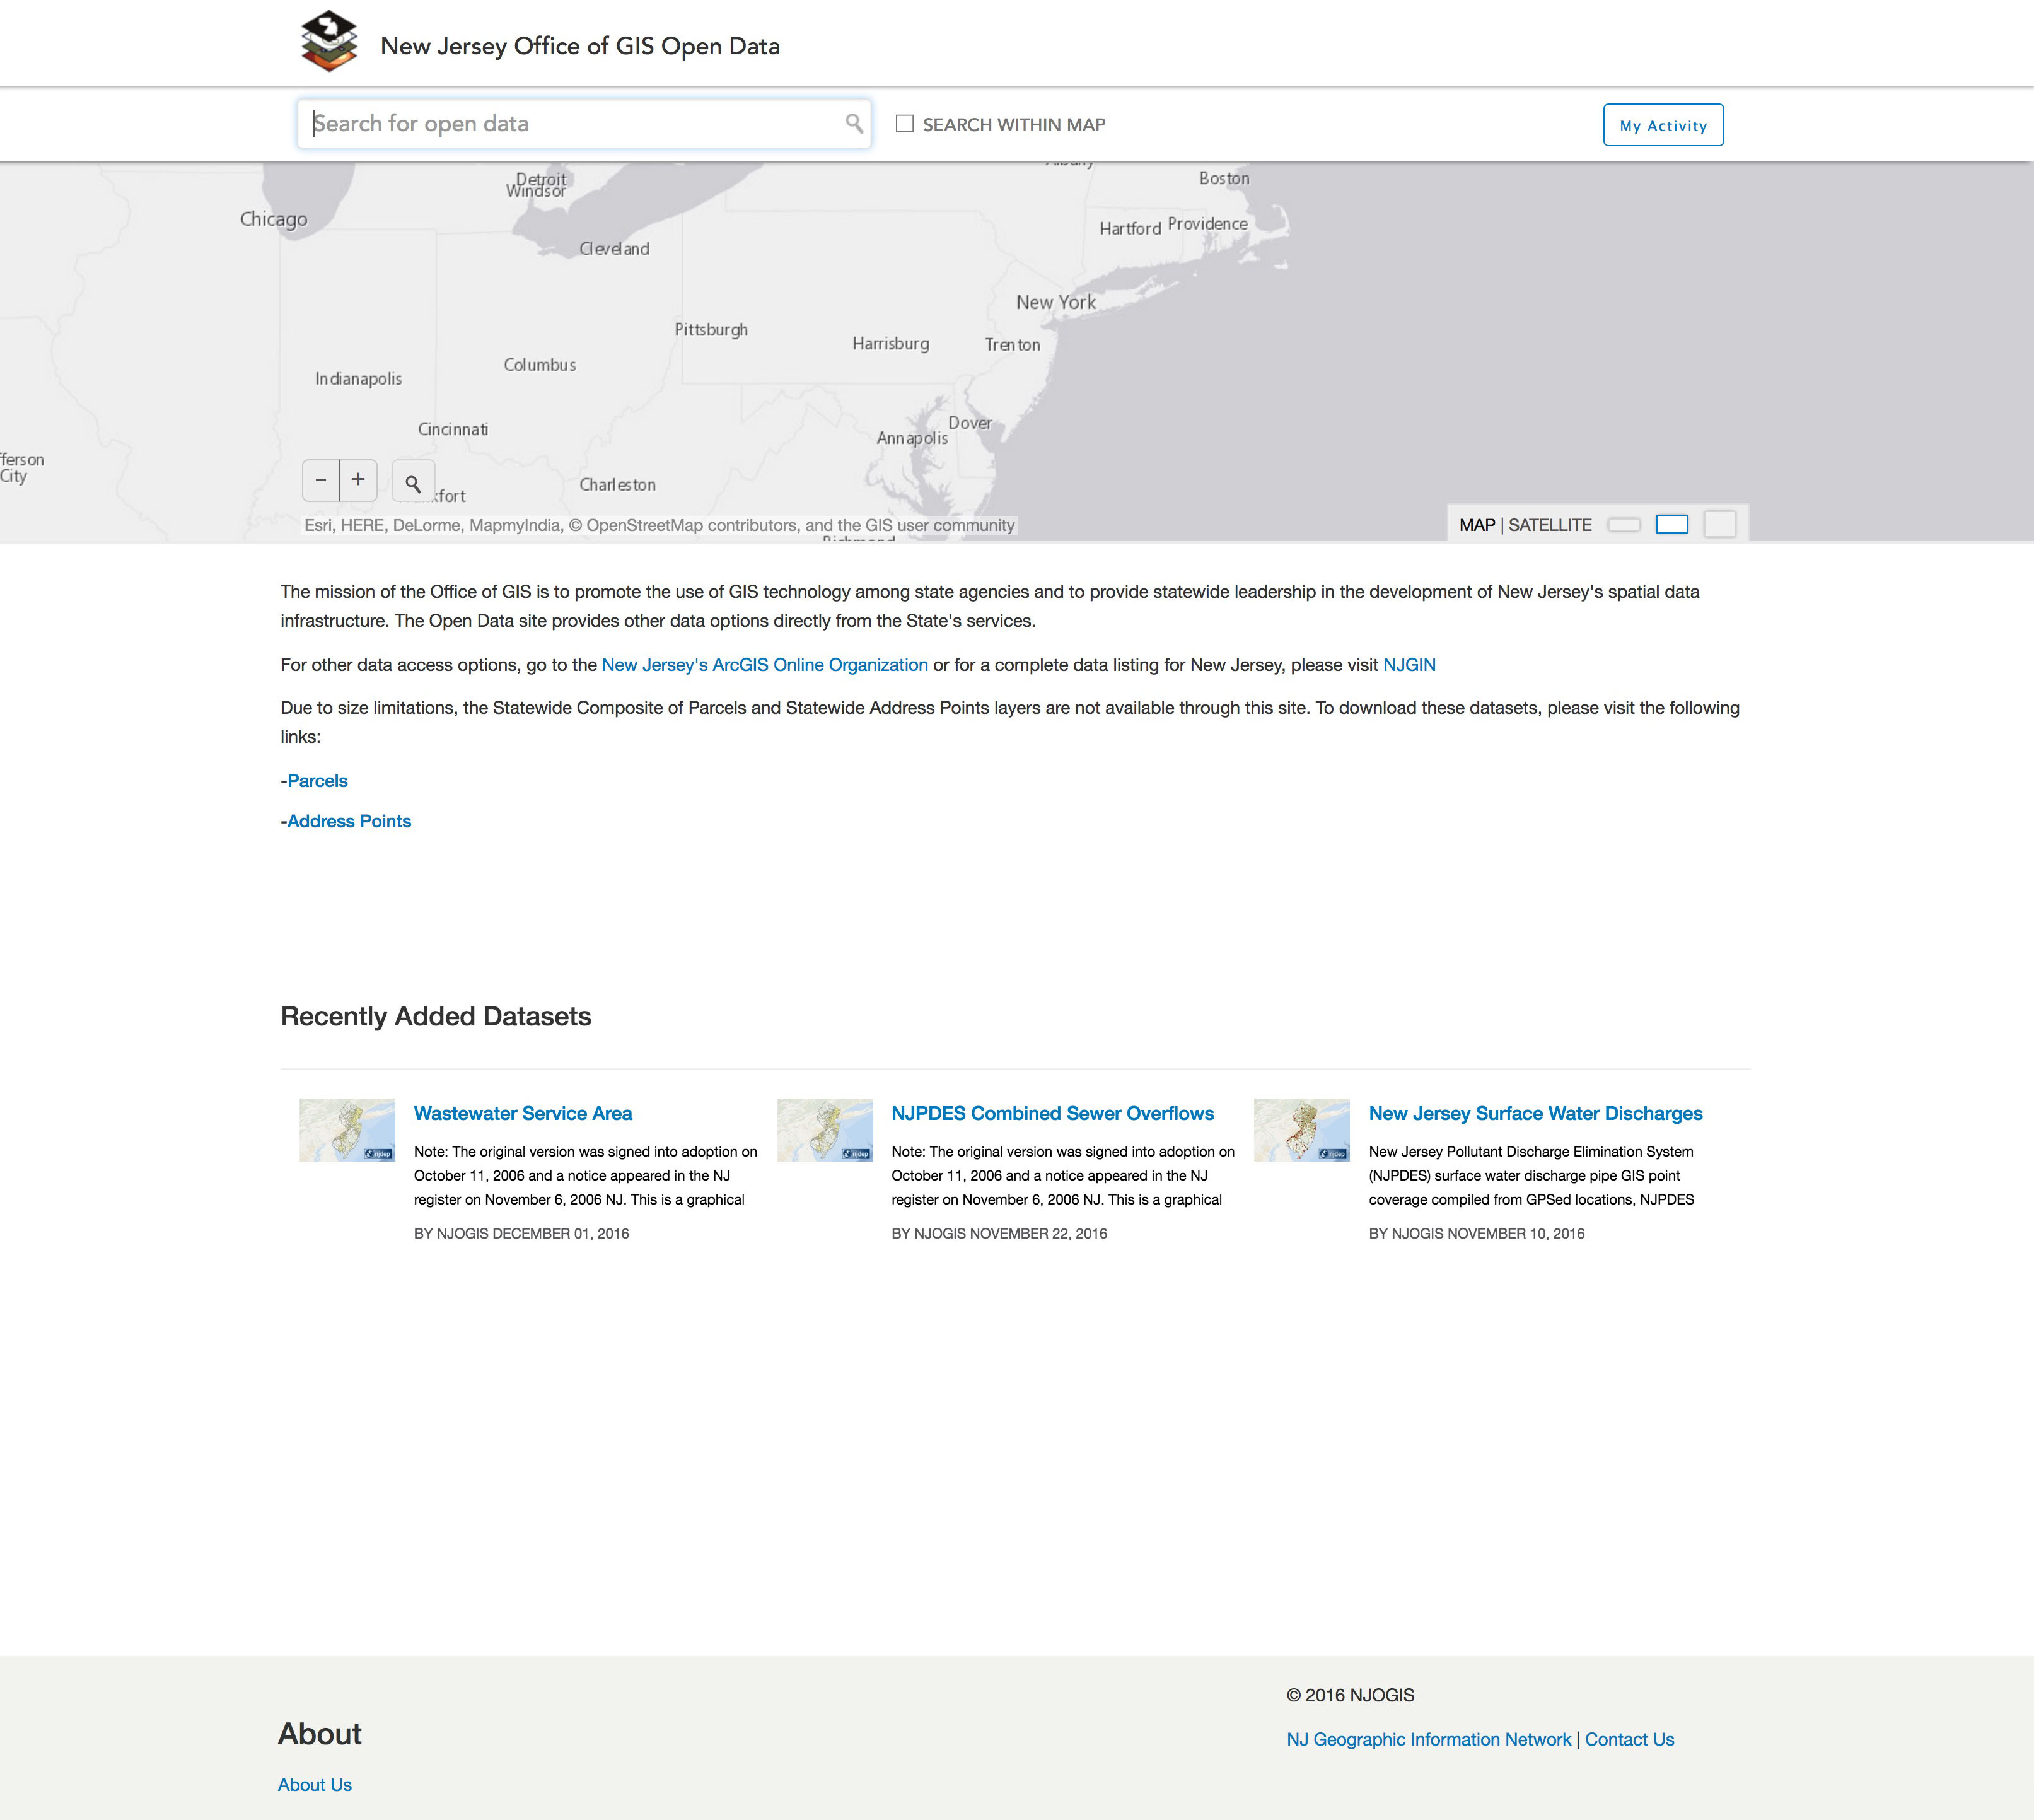 New Jersey Office of GIS Open Data
Search for open data
SEARCH WITHIN MAP
My Activity
Detroit
Windsor
Boston
Chicago
Hartford
Providence
Cleveland
New York
Pittsburgh
Harrisburg
Trenton
Columbus
Indianapolis
Cincinnati
Dover
Annapolis
fferson
City
Charleston
- +
kfort
Esri, HERE, DeLorme, MapmyIndia, © OpenStreetMap contributors, and the GIS user community
MAP | SATELLITE
The mission of the Office of GIS is to promote the use of GIS technology among state agencies and to provide statewide leadership in the development of New Jersey's spatial data
infrastructure. The Open Data site provides other data options directly from the State's services.
For other data access options, go to the New Jersey's ArcGIS Online Organization or for a complete data listing for New Jersey, please visit NJGIN
Due to size limitations, the Statewide Composite of Parcels and Statewide Address Points layers are not available through this site. To download these datasets, please visit the following
links:
-Parcels
-Address Points
Recently Added Datasets
Wastewater Service Area
Note: The original version was signed into adoption on
October 11, 2006 and a notice appeared in the NJ
register on November 6, 2006 NJ. This is a graphical
BY NJOGIS DECEMBER 01, 2016
njdep
NJPDES Combined Sewer Overflows
Note: The original version was signed into adoption on
October 11, 2006 and a notice appeared in the NJ
register on November 6, 2006 NJ. This is a graphical
BY NJOGIS NOVEMBER 22, 2016
njdep
New Jersey Surface Water Discharges
New Jersey Pollutant Discharge Elimination System
(NJPDES) surface water discharge pipe GIS point
coverage compiled from GPSed locations, NJPDES
BY NJOGIS NOVEMBER 10, 2016
njdep
About
About Us
© 2016 NJOGIS
NJ Geographic Information Network | Contact Us